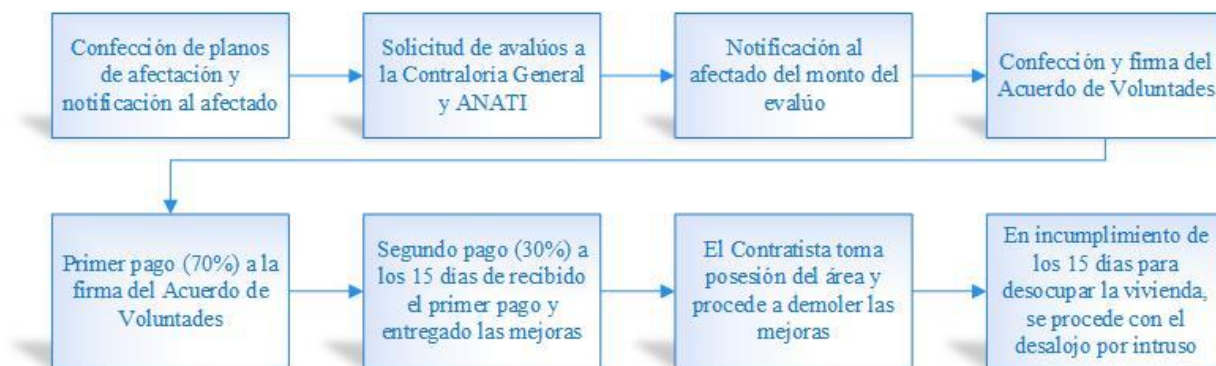 Confección de planos
de afectación y
notificación al afectado
Solicitud de avalúos a
la Contraloría General
y ANATI
Notificación al
afectado del monto del
evalúo
Confección y firma del
Acuerdo de Voluntades
Primer pago (70%) a la
firma del Acuerdo de
Voluntades
Segundo pago (30%) a
los 15 días de recibido
el primer pago y
entregado las mejoras
El Contratista toma
posesión del área y
procede a demoler las
mejoras
En incumplimiento de
los 15 días para
desocupar la vivienda,
se procede con el
desalojo por intruso